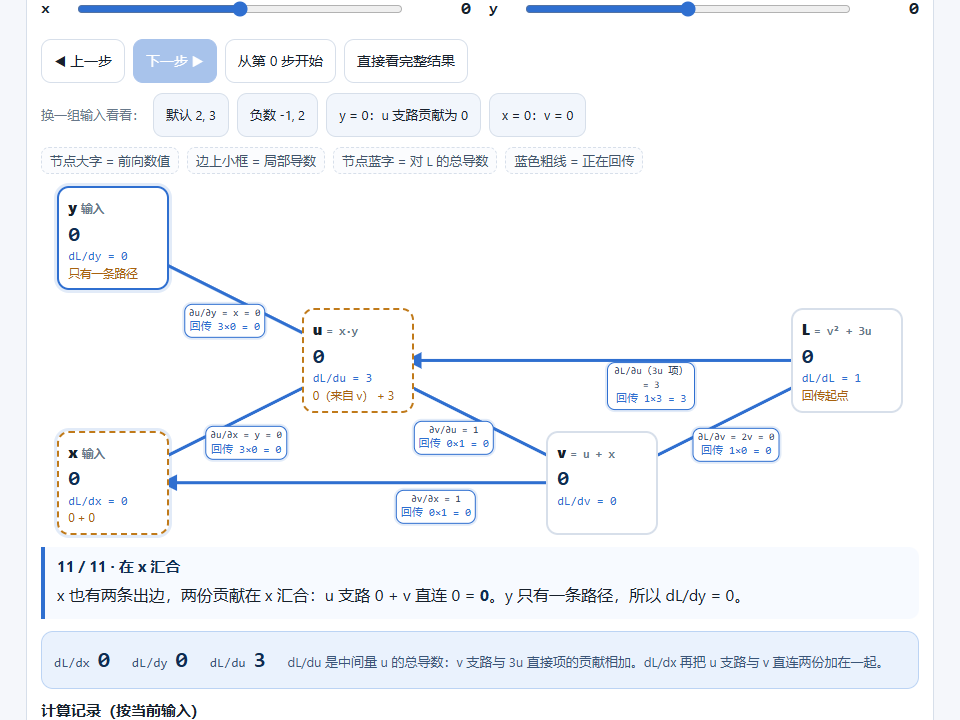 x 0 y 0
◀ 上一步 下一步 ▶ 从第 0 步开始 直接看完整结果
换一组输入看看： 默认 2, 3 负数 -1, 2 y = 0：u 支路贡献为 0 x = 0：v = 0
节点大字 = 前向数值 边上小框 = 局部导数 节点蓝字 = 对 L 的总导数 蓝色粗线 = 正在回传
y 输入
0
dL/dy = 0
只有一条路径
∂u/∂y = x = 0
回传 3×0 = 0
u = x·y
0
dL/du = 3
0（来自 v） + 3
L = v² + 3u
0
dL/dL = 1
回传起点
∂L/∂u（3u 项）
= 3
回传 1×3 = 3
∂u/∂x = y = 0
回传 3×0 = 0
∂v/∂u = 1
回传 0×1 = 0
∂L/∂v = 2v = 0
回传 1×0 = 0
x 输入
0
dL/dx = 0
0 + 0
v = u + x
0
dL/dv = 0
∂v/∂x = 1
回传 0×1 = 0
11 / 11 · 在 x 汇合
x 也有两条出边，两份贡献在 x 汇合：u 支路 0 + v 直连 0 = 0。y 只有一条路径，所以 dL/dy = 0。
dL/dx 0 dL/dy 0 dL/du 3 dL/du 是中间量 u 的总导数：v 支路与 3u 直接项的贡献相加。dL/dx 再把 u 支路与 v 直连两份加在一起。
计算记录（按当前输入）